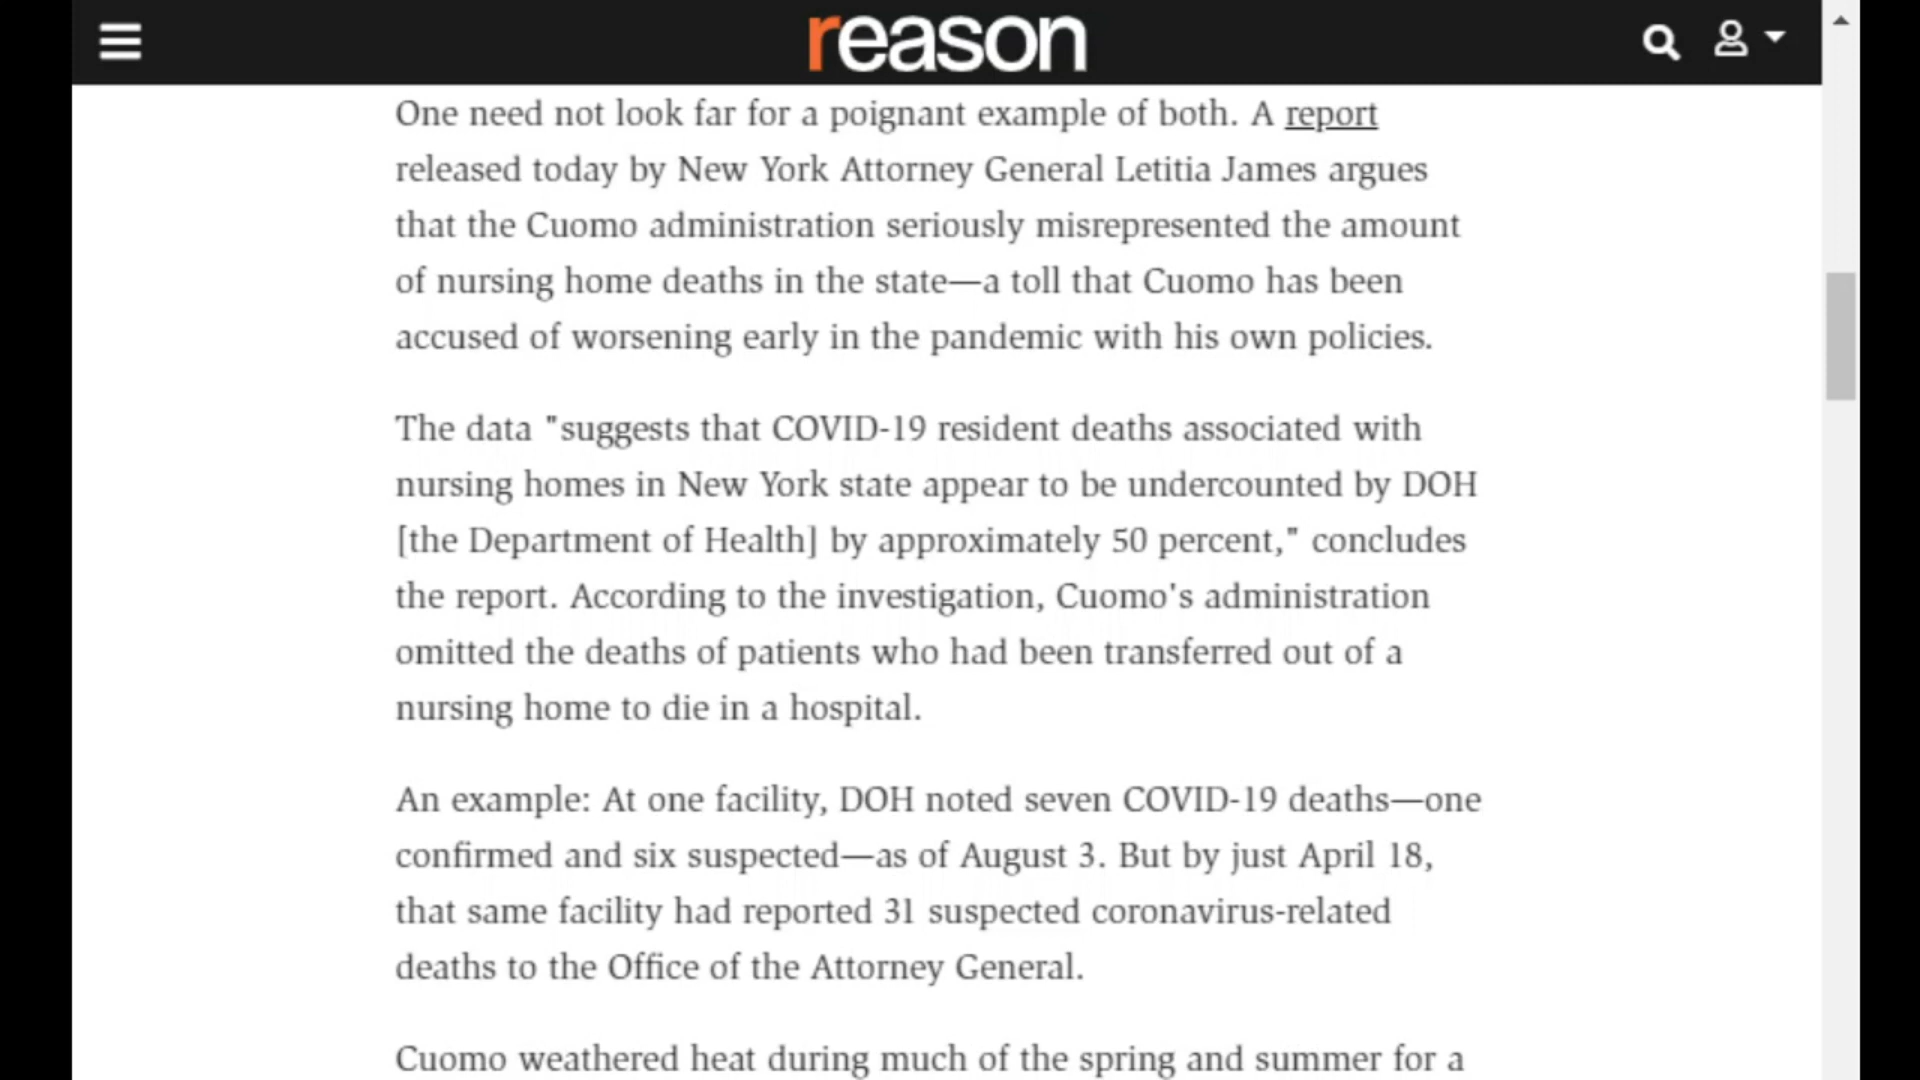 reason
One need not look far for a poignant example of both. A report
released today by New York Attorney General Letitia James argues
that the Cuomo administration seriously misrepresented the amount
of nursing home deaths in the state—a toll that Cuomo has been
accused of worsening early in the pandemic with his own policies.
The data "suggests that COVID-19 resident deaths associated with
nursing homes in New York state appear to be undercounted by DOH
[the Department of Health] by approximately 50 percent," concludes
the report. According to the investigation, Cuomo's administration
omitted the deaths of patients who had been transferred out of a
nursing home to die in a hospital.
An example: At one facility, DOH noted seven COVID-19 deaths—one
confirmed and six suspected—as of August 3. But by just April 18,
that same facility had reported 31 suspected coronavirus-related
deaths to the Office of the Attorney General.
Cuomo weathered heat during much of the spring and summer for a